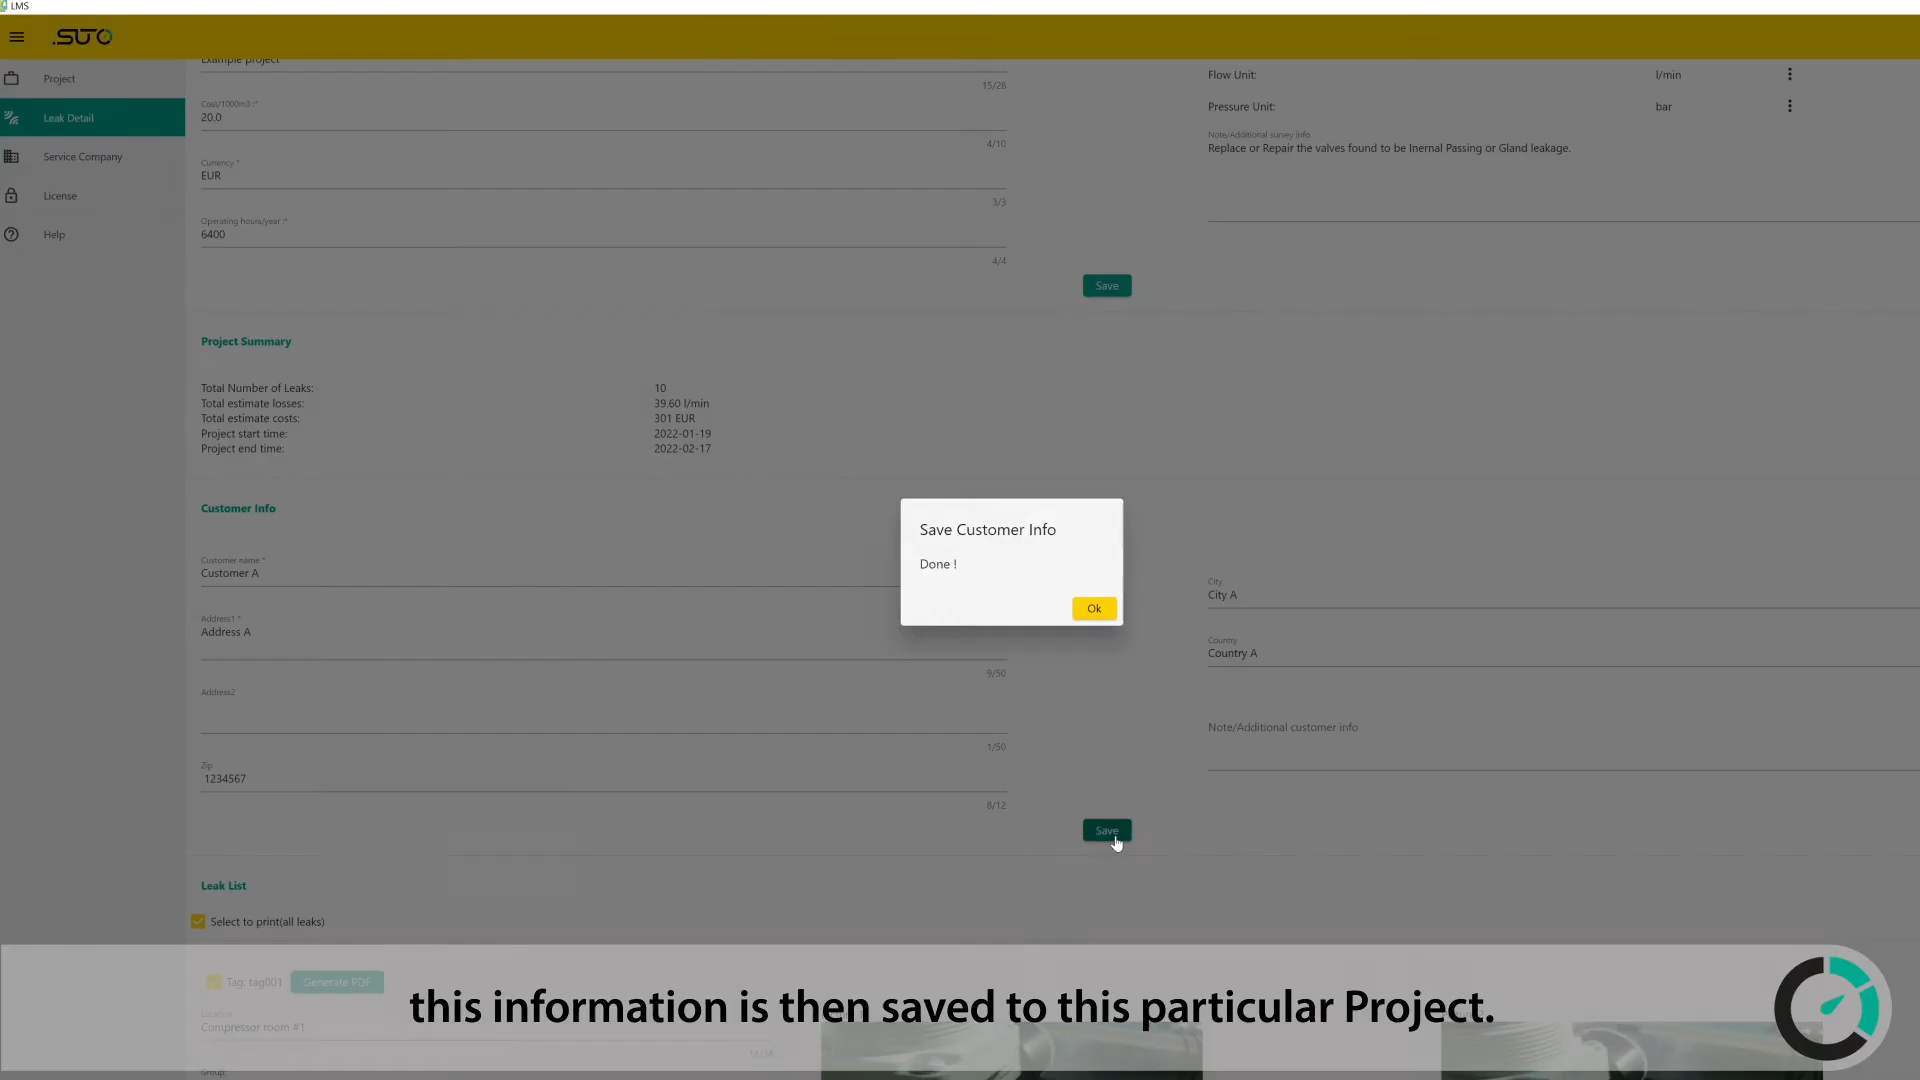 LMS
.SUTO
Project
Leak Detail
Service Company
License
Help
Example project
15/28
Cost/1000m3 :*
20.0
4/10
Currency *
EUR
3/3
Operating hours/year :*
6400
4/4
Flow Unit:
l/min
Pressure Unit:
bar
Note/Additional survey info
Replace or Repair the valves found to be Inernal Passing or Gland leakage.
Save
Project Summary
Total Number of Leaks: 10
Total estimate losses: 39.60 l/min
Total estimate costs: 301 EUR
Project start time: 2022-01-19
Project end time: 2022-02-17
Customer Info
Customer name *
Customer A
Address1 *
Address A
9/50
Address2
1/50
Zip
1234567
8/12
City
City A
Country
Country A
Note/Additional customer info
Save
Save Customer Info
Done !
Ok
Leak List
Select to print(all leaks)
Tag: tag001
Generate PDF
Location
Compressor room #1
16/34
Group:
this information is then saved to this particular Project.